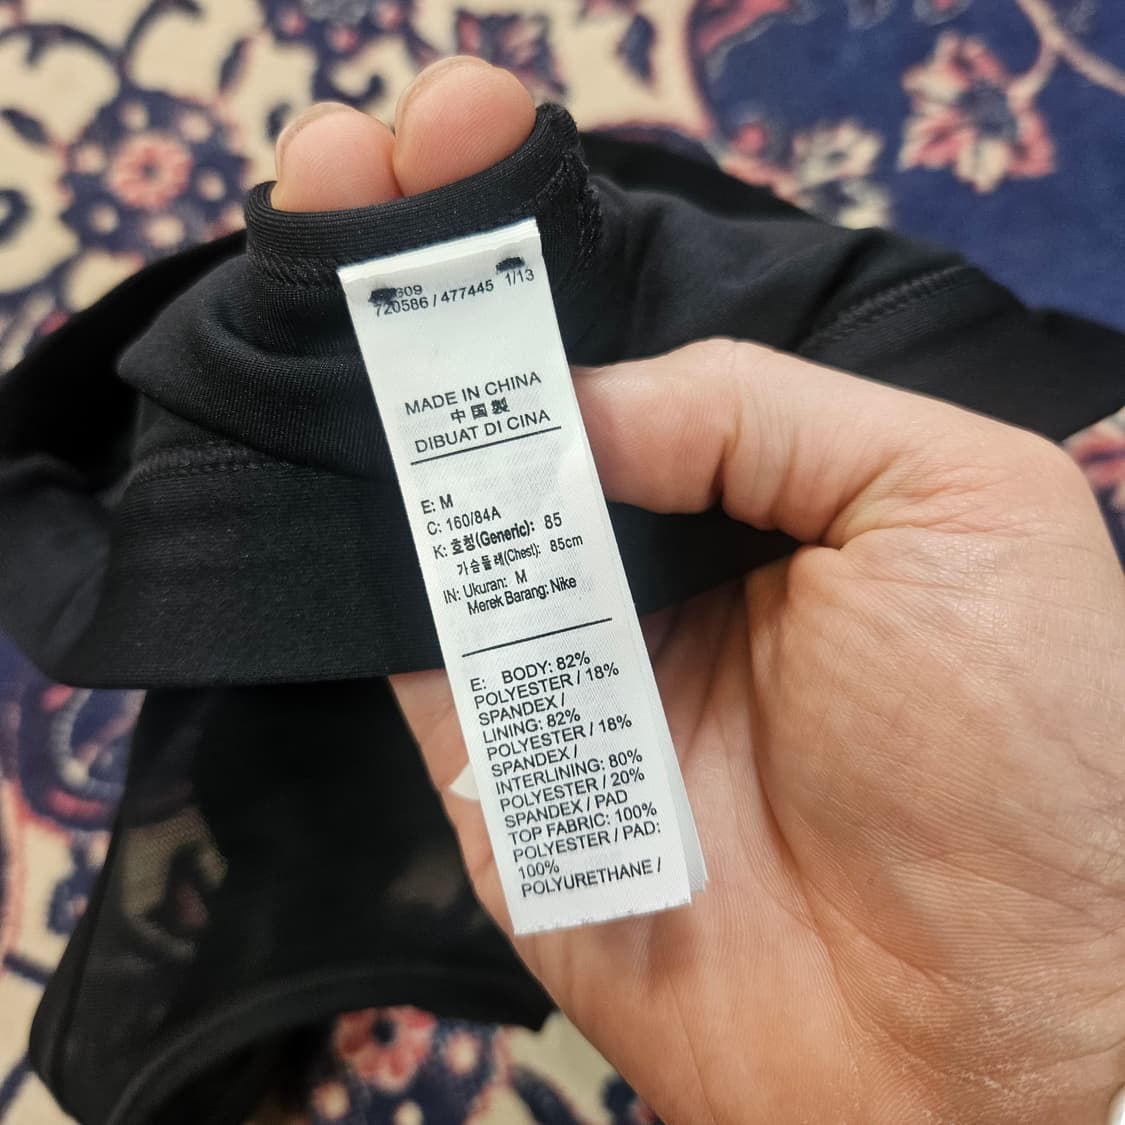 609
720586 / 477445 1/13
MADE IN CHINA
中国製
DIBUAT DI CINA
E: M
C: 160/84A
K: 호칭(Generic): 85
가슴둘레(Chest): 85cm
IN: Ukuran: M
Merek Barang: Nike
E: BODY: 82%
POLYESTER / 18%
SPANDEX /
LINING: 82%
POLYESTER / 18%
SPANDEX /
INTERLINING: 80%
POLYESTER / 20%
SPANDEX / PAD
TOP FABRIC: 100%
POLYESTER / PAD:
100%
POLYURETHANE /